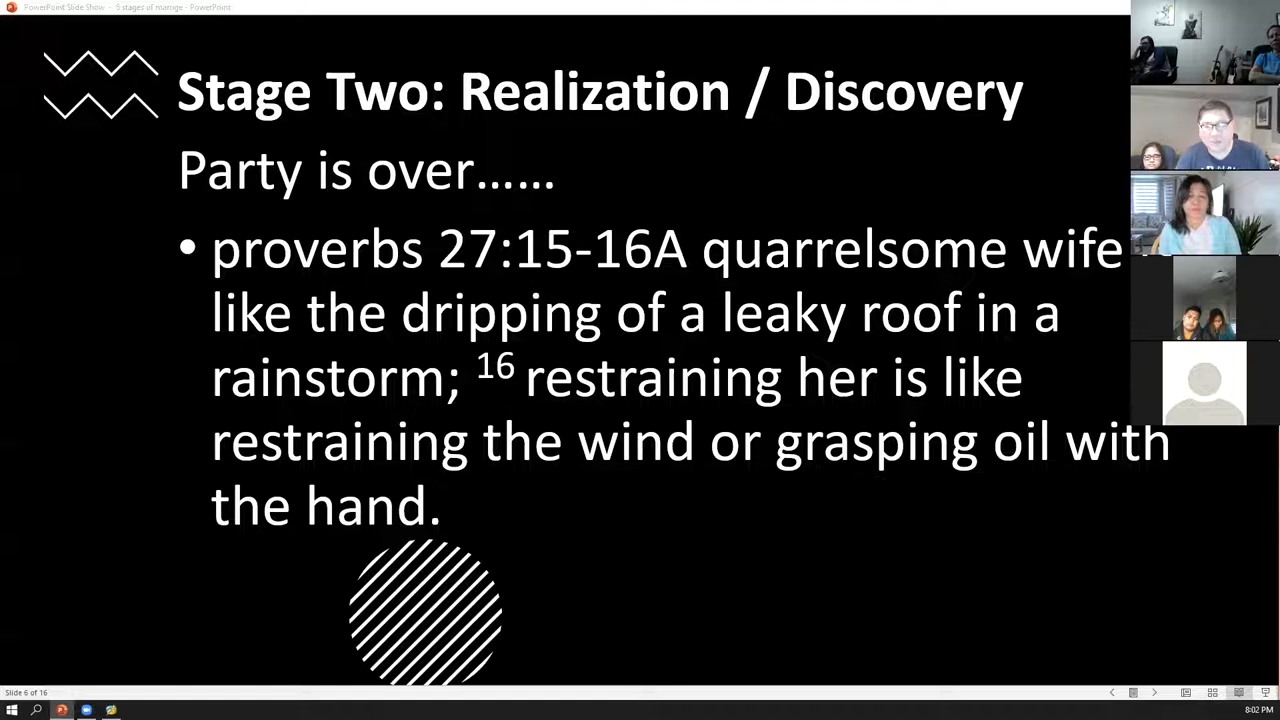 PowerPoint Slide Show - 5 stages of marrage - PowerPoint
Stage Two: Realization / Discovery
Party is over……
• proverbs 27:15-16A quarrelsome wife
like the dripping of a leaky roof in a
rainstorm; 16 restraining her is like
restraining the wind or grasping oil with
the hand.
Slide 6 of 16
8:02 PM